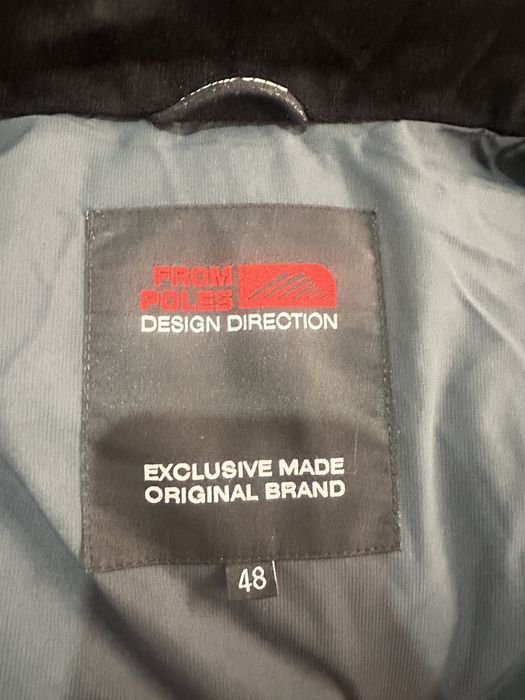 FROM
POLES
DESIGN DIRECTION
EXCLUSIVE MADE
ORIGINAL BRAND
48